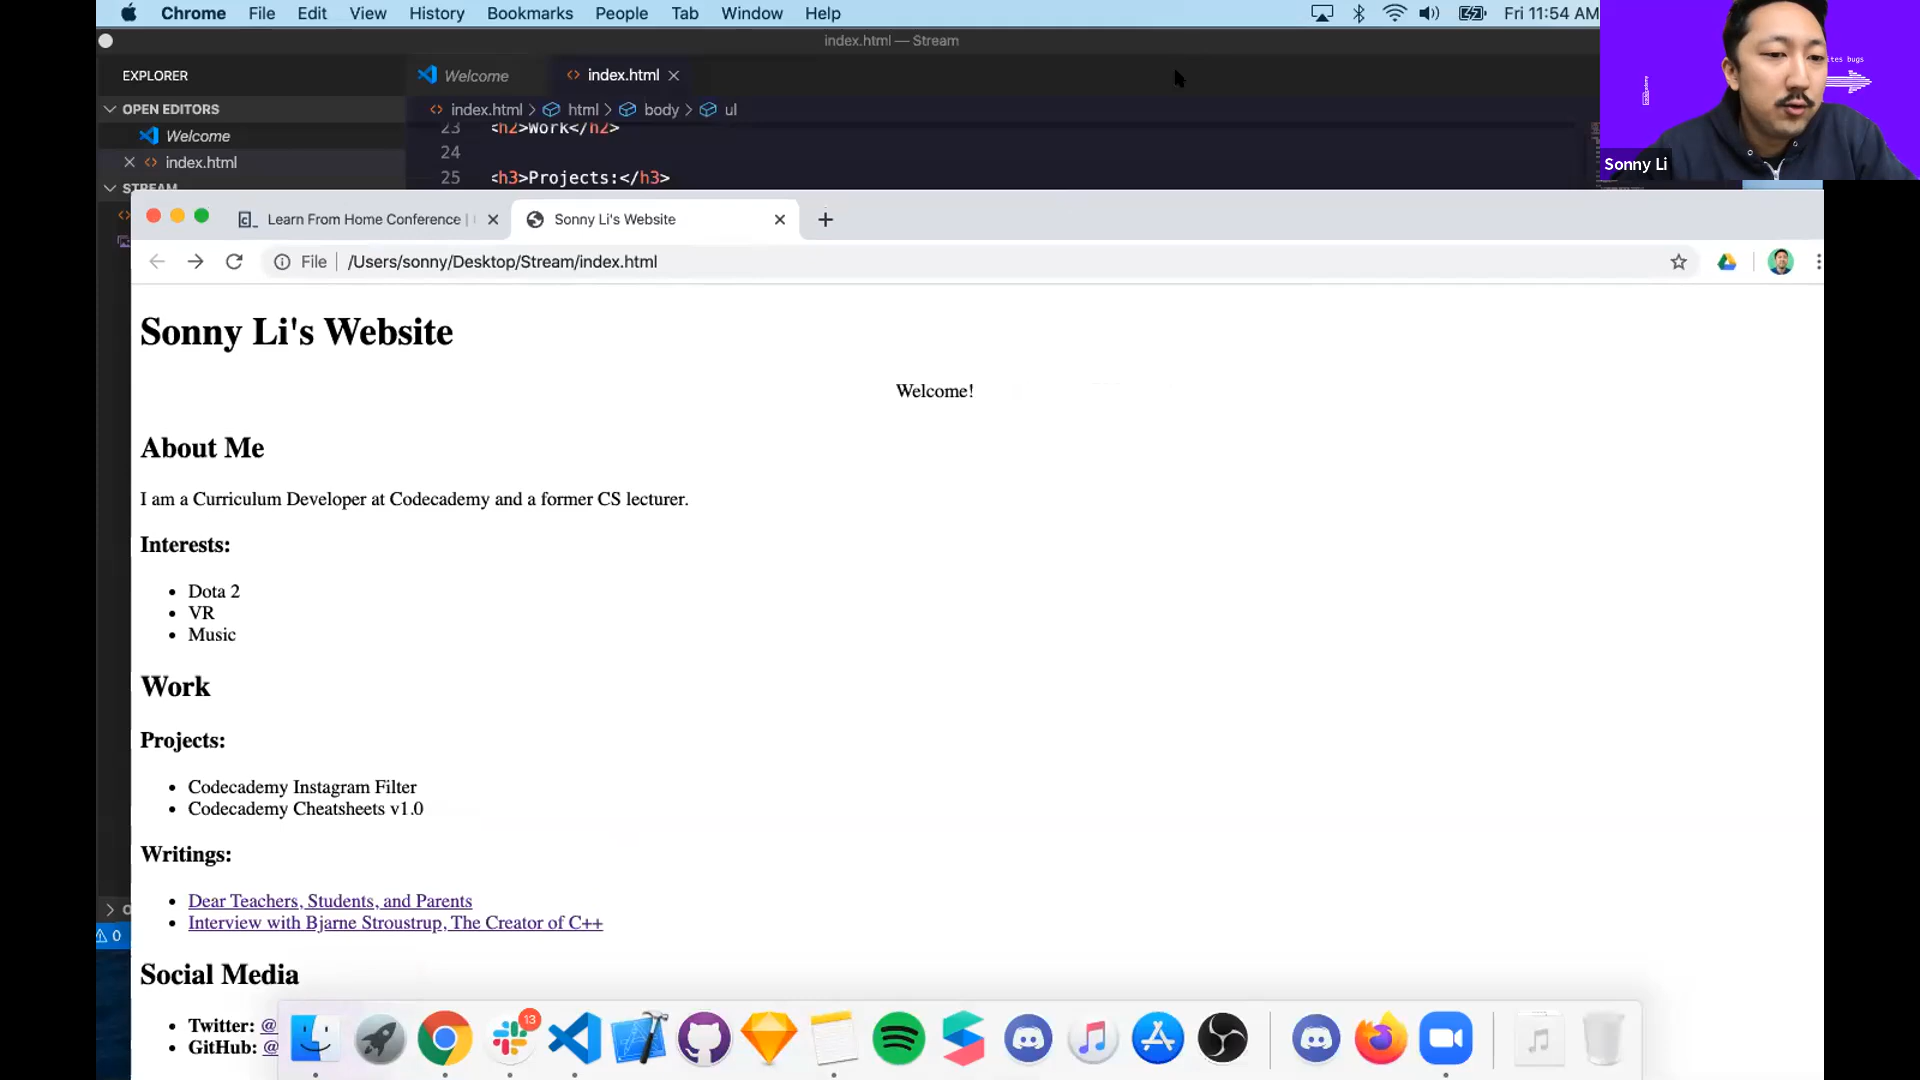 Chrome File Edit View History Bookmarks People Tab Window Help Fri 11:54 AM
index.html — Stream
EXPLORER Welcome index.html
OPEN EDITORS index.html > html > body > ul
Welcome 23 <h2>Work</h2>
24
index.html
25 <h3>Projects:</h3>
STREAM
ites bugs
Sonny Li
Learn From Home Conference | Sonny Li's Website
File /Users/sonny/Desktop/Stream/index.html
Sonny Li's Website
Welcome!
About Me
I am a Curriculum Developer at Codecademy and a former CS lecturer.
Interests:
• Dota 2
• VR
• Music
Work
Projects:
• Codecademy Instagram Filter
• Codecademy Cheatsheets v1.0
Writings:
• Dear Teachers, Students, and Parents
• Interview with Bjarne Stroustrup, The Creator of C++
0
Social Media
• Twitter: @
• GitHub: @
13